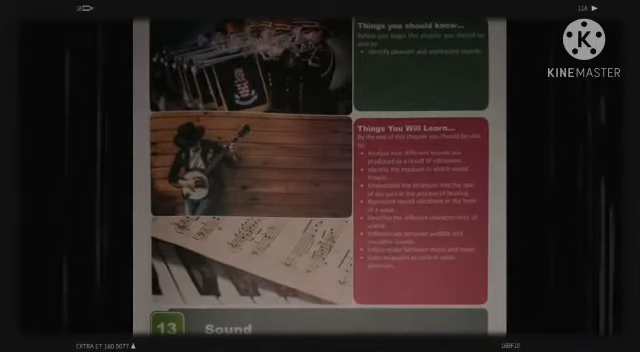 18
11A
K
KINEMASTER
Things you should know...
Before you begin this chapter you should be
able to:
• Identify pleasant and unpleasant sounds.
Things You Will Learn...
By the end of this chapter you should be able
to:
• Analyse how different sounds are
produced as a result of vibrations.
• Identify the medium in which sound
travels.
• Understand the structure and the role
of our part in the process of hearing.
• Represent sound vibrations in the form
of a wave.
• Describe the different characteristics of
sound.
• Differentiate between audible and
inaudible sounds.
• Differentiate between music and noise.
• State measures to control noise
pollution.
13 Sound
EXTRA ET 160 5077
16BF10